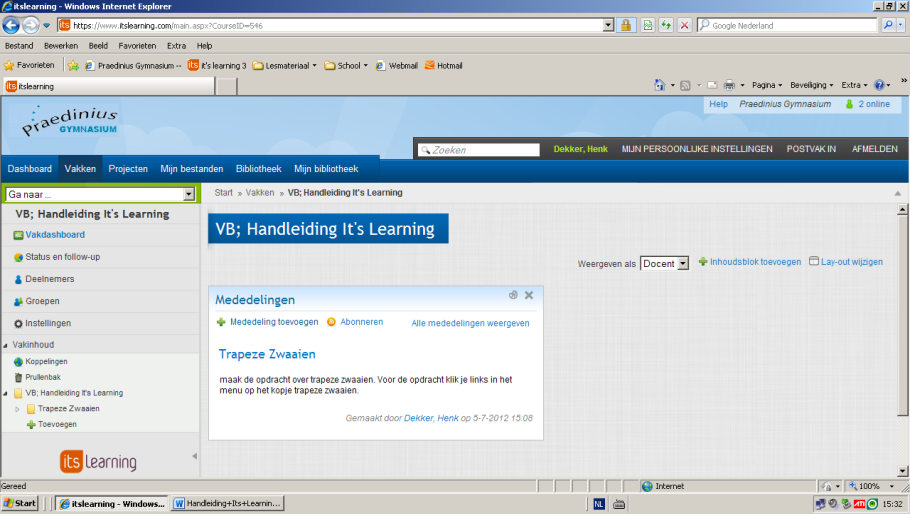 itslearning - Windows Internet Explorer
https://www.itslearning.com/main.aspx?CourseID=546
Google Nederland
Bestand Bewerken Beeld Favorieten Extra Help
Favorieten Praedinius Gymnasium -- it's learning 3 Lesmateriaal School Webmail Hotmail
itslearning
Pagina Beveiliging Extra
Help Praedinius Gymnasium 2 online
Praedinius
GYMNASIUM
Zoeken Dekker, Henk MIJN PERSOONLIJKE INSTELLINGEN POSTVAK IN AFMELDEN
Dashboard Vakken Projecten Mijn bestanden Bibliotheek Mijn bibliotheek
Ga naar ...
Start » Vakken » VB; Handleiding It's Learning
VB; Handleiding It's Learning
Vakdashboard
Status en follow-up
Deelnemers
Groepen
Instellingen
Vakinhoud
Koppelingen
Prullenbak
VB; Handleiding It's Learning
Trapeze Zwaaien
Toevoegen
its learning
VB; Handleiding It's Learning
Weergeven als Docent Inhoudsblok toevoegen Lay-out wijzigen
Mededelingen
Mededeling toevoegen Abonneren Alle mededelingen weergeven
Trapeze Zwaaien
maak de opdracht over trapeze zwaaien. Voor de opdracht klik je links in het
menu op het kopje trapeze zwaaien.
Gemaakt door Dekker, Henk op 5-7-2012 15:08
Gereed Internet 100%
Start itslearning - Windows... Handleiding+Its+Learnin... NL 15:32